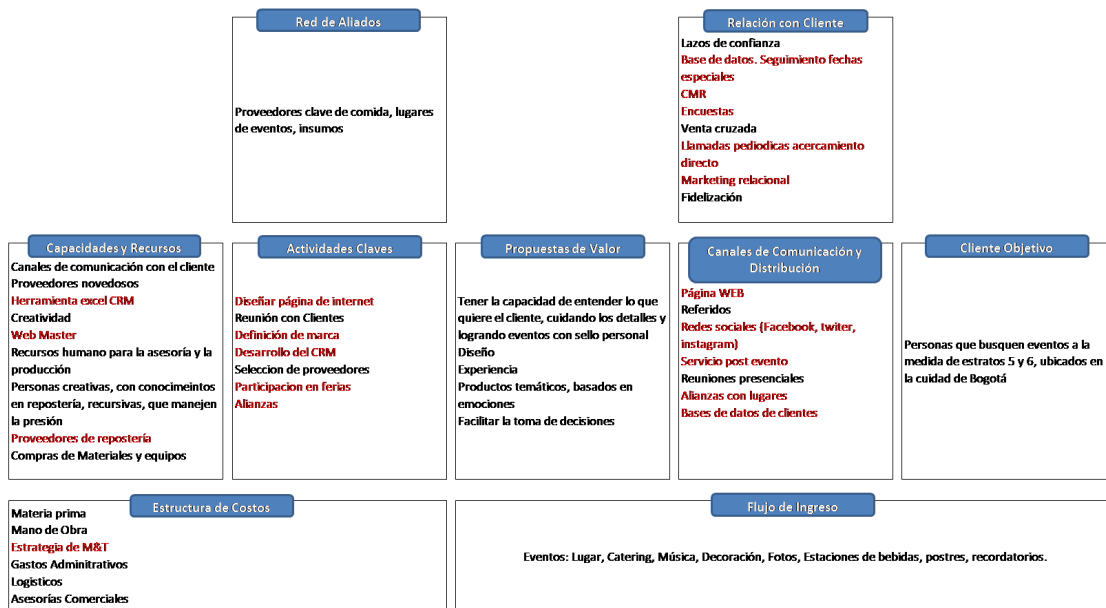 Red de Aliados
Proveedores clave de comida, lugares
de eventos, insumos
Relación con Cliente
Lazos de confianza
Base de datos. Seguimiento fechas
especiales
CMR
Encuestas
Venta cruzada
Llamadas pediodicas acercamiento
directo
Marketing relacional
Fidelización
Capacidades y Recursos
Canales de comunicación con el cliente
Proveedores novedosos
Herramienta excel CRM
Creatividad
Web Master
Recursos humano para la asesoría y la
producción
Personas creativas, con conocimeintos
en repostería, recursivas, que manejen
la presión
Proveedores de repostería
Compras de Materiales y equipos
Actividades Claves
Diseñar página de internet
Reunión con Clientes
Definición de marca
Desarrollo del CRM
Seleccion de proveedores
Participacion en ferias
Alianzas
Propuestas de Valor
Tener la capacidad de entender lo que
quiere el cliente, cuidando los detalles y
logrando eventos con sello personal
Diseño
Experiencia
Productos temáticos, basados en
emociones
Facilitar la toma de decisiones
Canales de Comunicación y
Distribución
Página WEB
Referidos
Redes sociales (Facebook, twiter,
instagram)
Servicio post evento
Reuniones presenciales
Alianzas con lugares
Bases de datos de clientes
Cliente Objetivo
Personas que busquen eventos a la
medida de estratos 5 y 6, ubicados en
la cuidad de Bogotá
Estructura de Costos
Materia prima
Mano de Obra
Estrategia de M&T
Gastos Adminitrativos
Logisticos
Asesorías Comerciales
Flujo de Ingreso
Eventos: Lugar, Catering, Música, Decoración, Fotos, Estaciones de bebidas, postres, recordatorios.